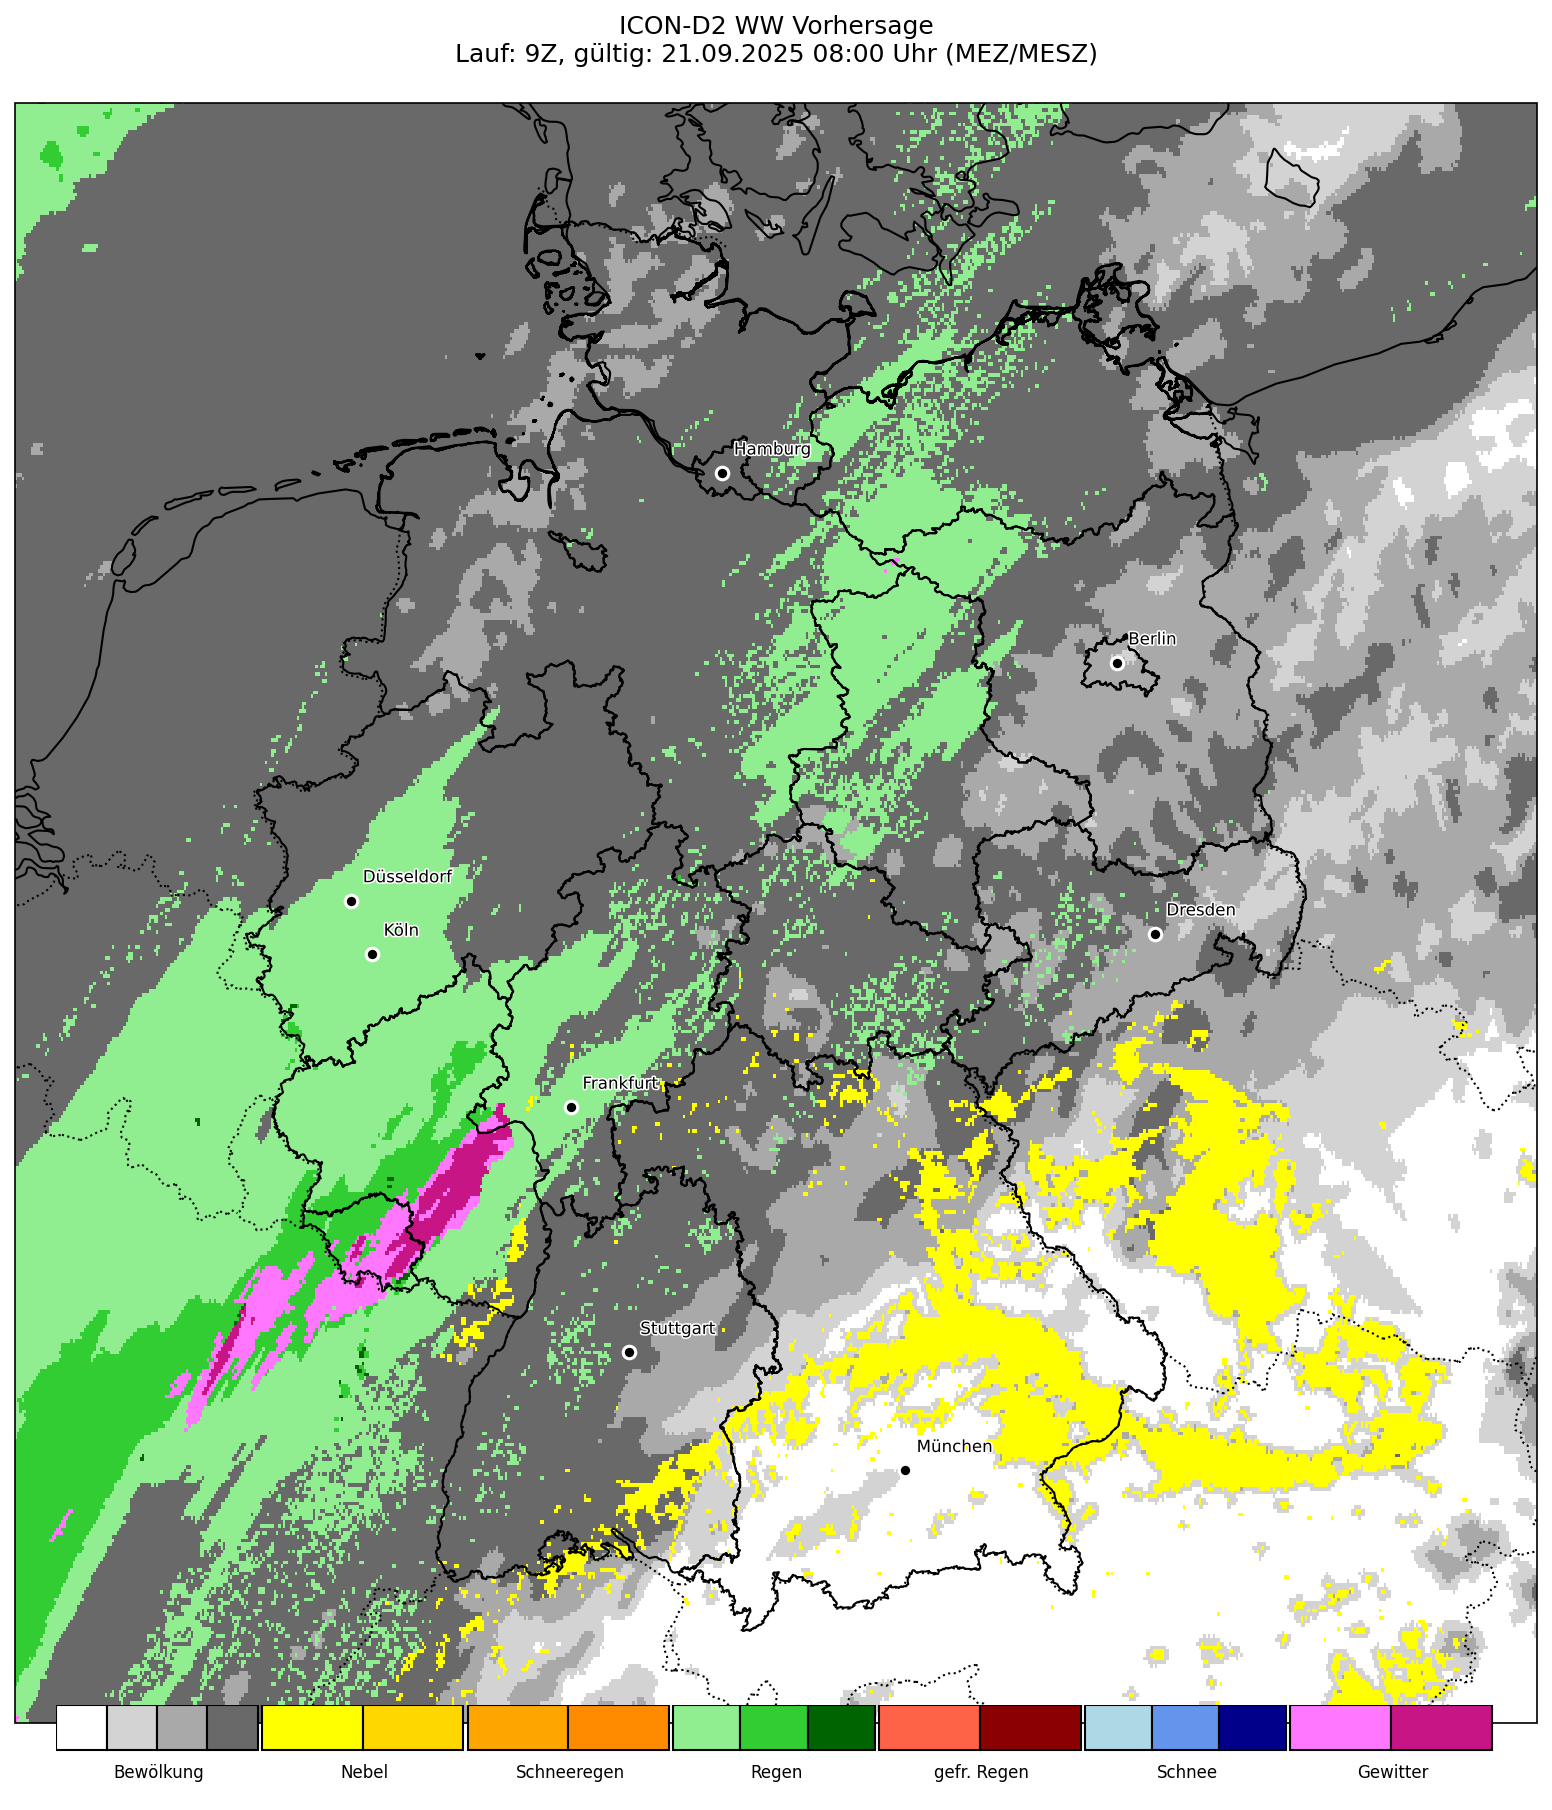 ICON-D2 WW Vorhersage
Lauf: 9Z, gültig: 21.09.2025 08:00 Uhr (MEZ/MESZ)
Hamburg
Berlin
Düsseldorf
Dresden
Köln
Frankfurt
Stuttgart
München
Bewölkung
Nebel
Schneeregen
Regen
gefr. Regen
Schnee
Gewitter